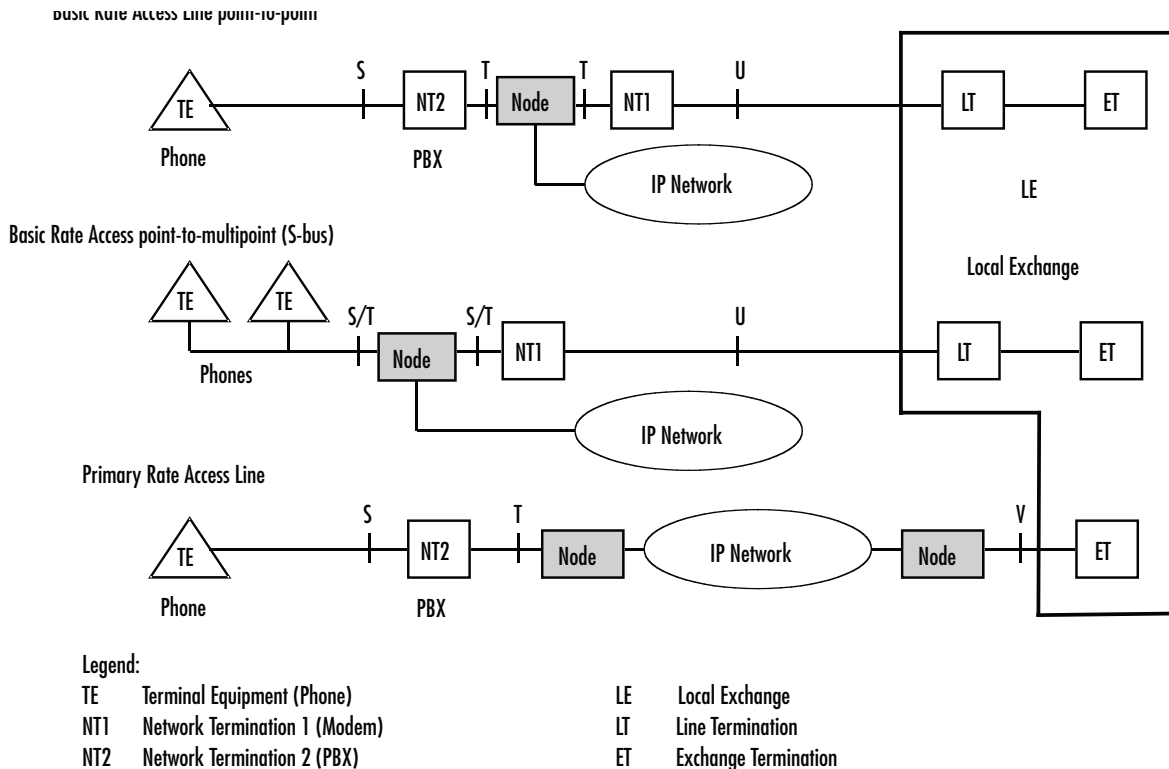 Basic Rate Access Line point-to-point
S T T U
TE NT2 Node NT1 LT ET
Phone PBX
IP Network
LE
Basic Rate Access point-to-multipoint (S-bus)
Local Exchange
TE TE
S/T S/T U
Node NT1 LT ET
Phones
IP Network
Primary Rate Access Line
S T V
TE NT2 Node IP Network Node ET
Phone PBX
Legend:
TE Terminal Equipment (Phone) LE Local Exchange
NT1 Network Termination 1 (Modem) LT Line Termination
NT2 Network Termination 2 (PBX) ET Exchange Termination